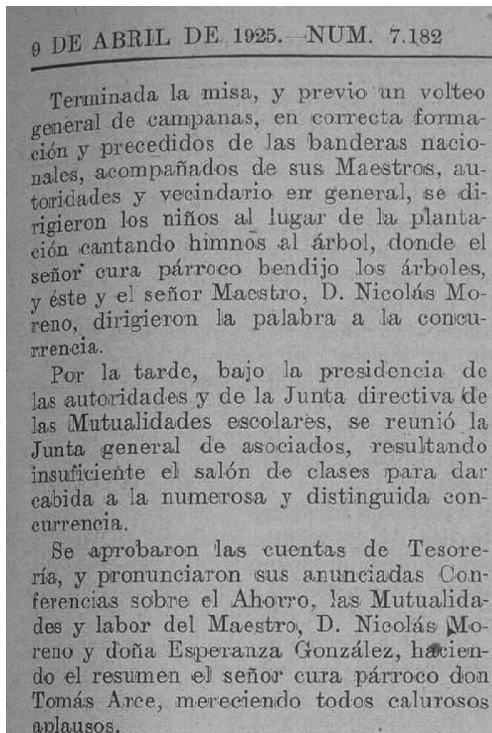 9 DE ABRIL DE 1925.—NUM. 7.182
Terminada la misa, y previo un volteo
general de campanas, en correcta forma-
ción y precedidos de las banderas nacio-
nales, acompañados de sus Maestros, au-
toridades y vecindario en general, se di-
rigieron los niños al lugar de la planta-
ción cantando himnos al árbol, donde el
señor cura párroco bendijo los árboles,
y éste y el señor Maestro, D. Nicolás Mo-
reno, dirigieron la palabra a la concu-
rrencia.
Por la tarde, bajo la presidencia de
las autoridades y de la Junta directiva de
las Mutualidades escolares, se reunió la
Junta general de asociados, resultando
insuficiente el salón de clases para dar
cabida a la numerosa y distinguida con-
currencia.
Se aprobaron las cuentas de Tesore-
ría, y pronunciaron sus anunciadas Con-
ferencias sobre el Ahorro, las Mutualida-
des y labor del Maestro, D. Nicolás Mo-
reno y doña Esperanza González, hacien-
do el resumen el señor cura párroco don
Tomás Arce, mereciendo todos calurosos
aplausos.